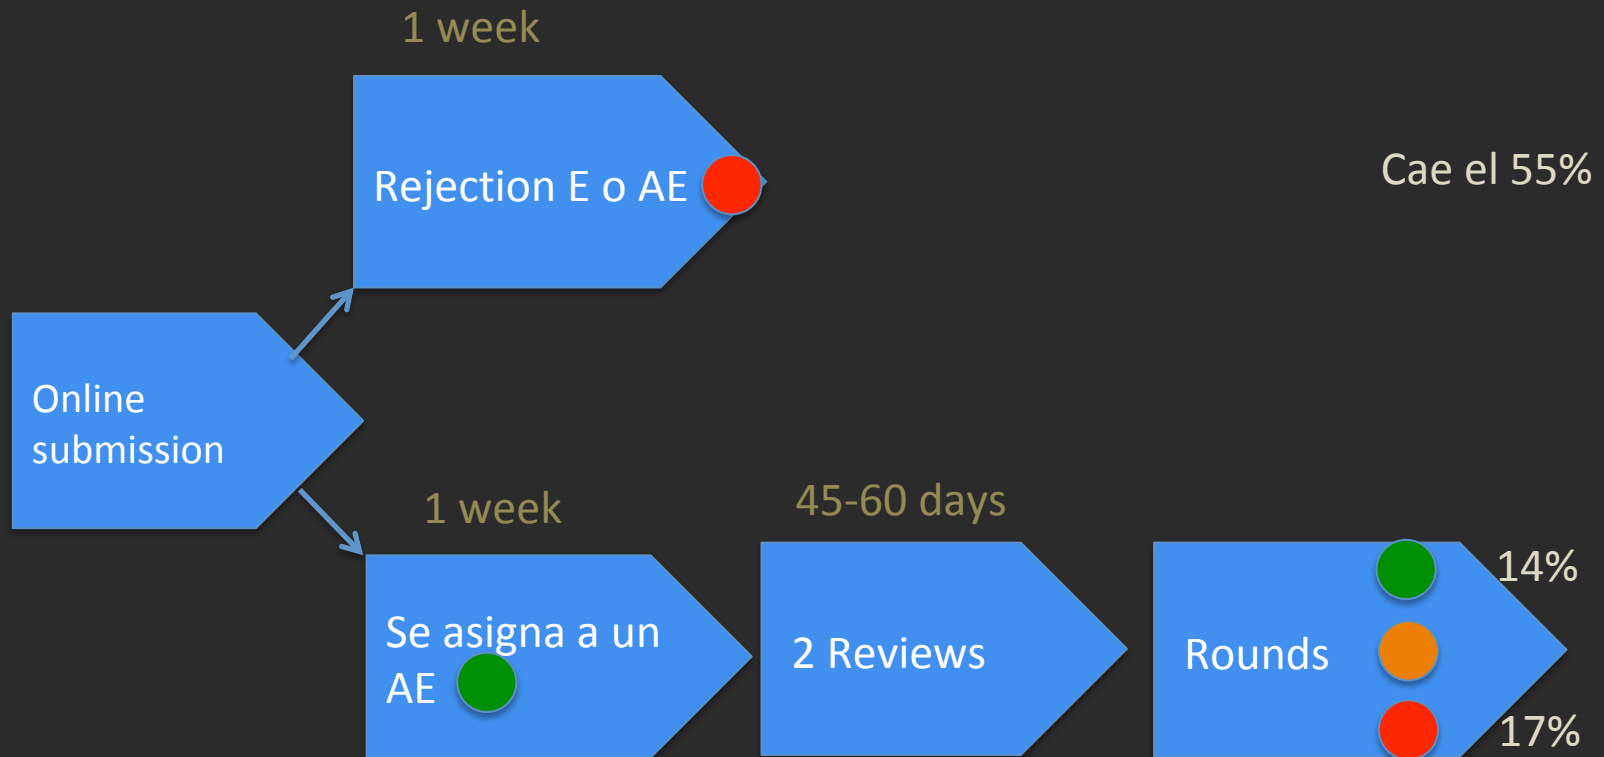 1 week
Rejection E o AE
Cae el 55%
Online
submission
1 week
45-60 days
Se asigna a un
AE
2 Reviews
Rounds
14%
17%